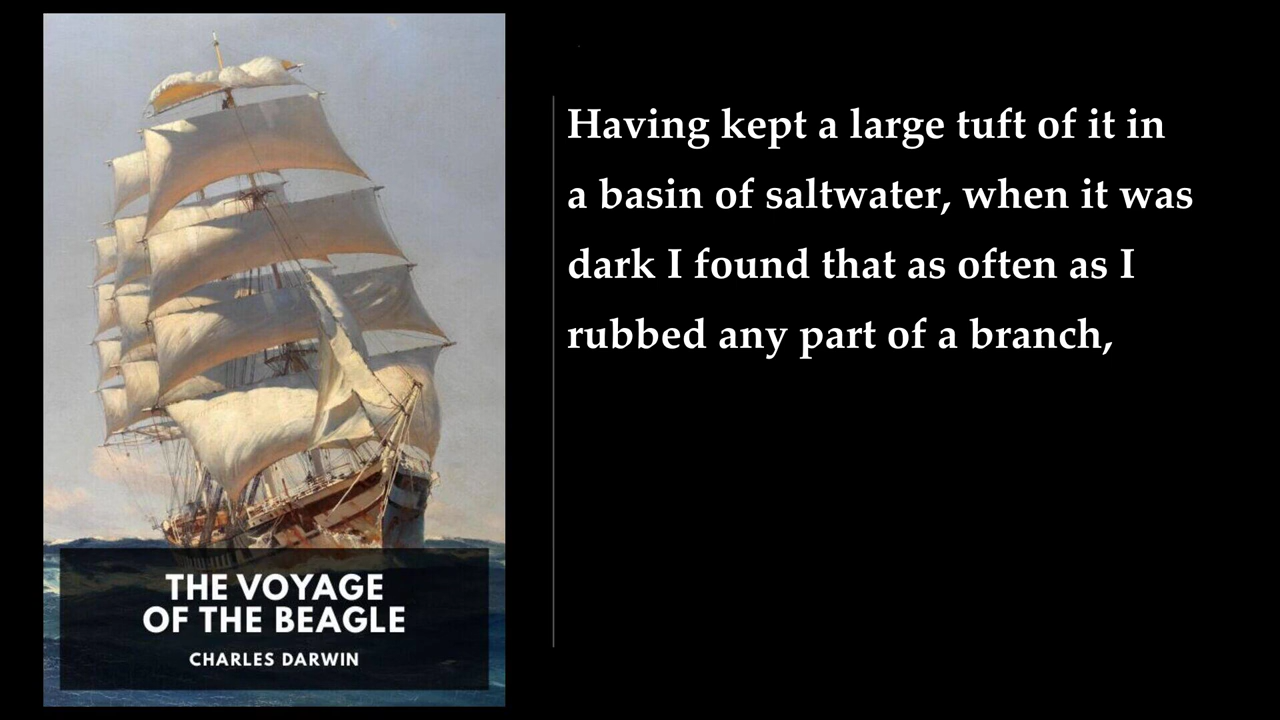 THE VOYAGE
OF THE BEAGLE
CHARLES DARWIN
Having kept a large tuft of it in
a basin of saltwater, when it was
dark I found that as often as I
rubbed any part of a branch,